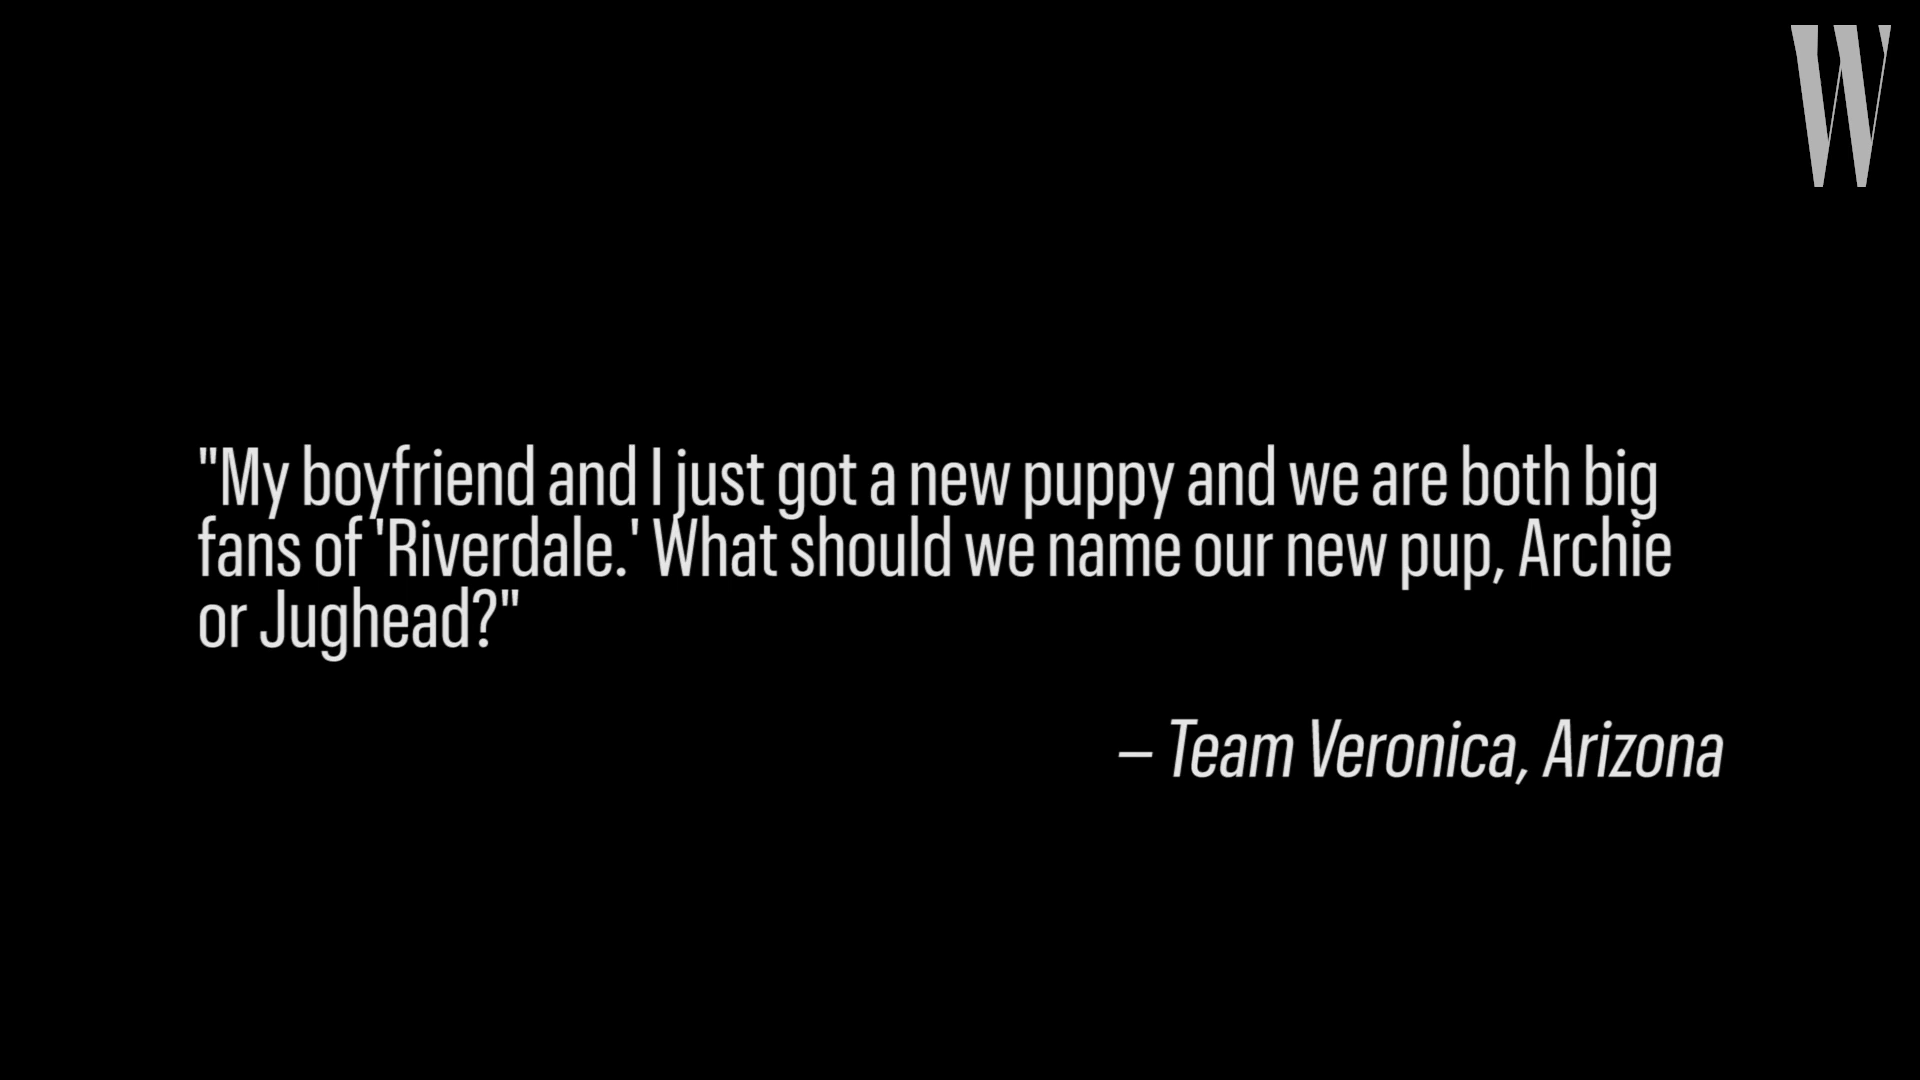 W
"My boyfriend and I just got a new puppy and we are both big
fans of 'Riverdale.' What should we name our new pup, Archie
or Jughead?"
– Team Veronica, Arizona